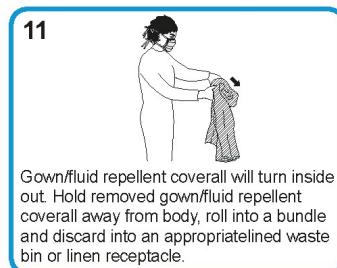 11
Gown/fluid repellent coverall will turn inside
out. Hold removed gown/fluid repellent
coverall away from body, roll into a bundle
and discard into an appropriatelined waste
bin or linen receptacle.